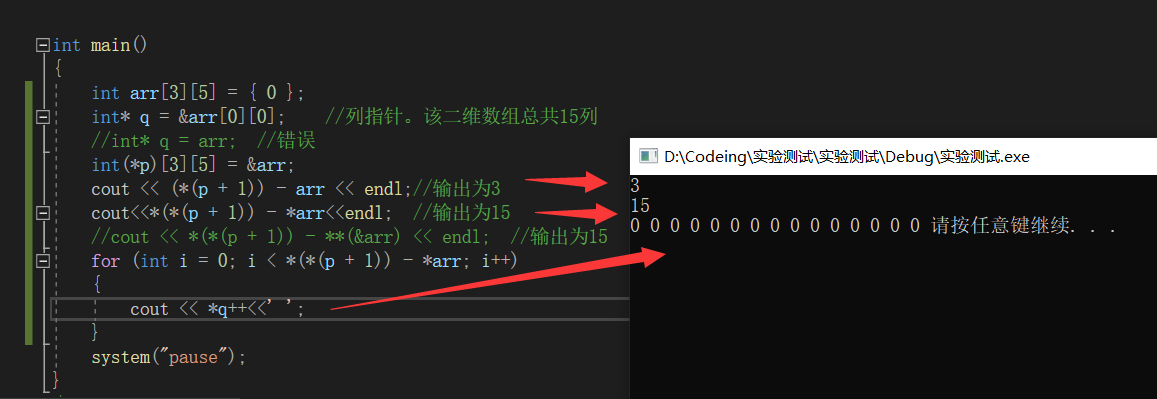 int main()
{
int arr[3][5] = { 0 };
int* q = &arr[0][0];    //列指针。该二维数组总共15列
//int* q = arr;  //错误
int(*p)[3][5] = &arr;
cout << (*(p + 1)) - arr << endl;//输出为3
cout<<*(*(p + 1)) - *arr<<endl;  //输出为15
//cout << *(*(p + 1)) - **(&arr) << endl;  //输出为15
for (int i = 0; i < *(*(p + 1)) - *arr; i++)
{
cout << *q++<<' ';
}
system("pause");
}
D:\Codeing\实验测试\实验测试\Debug\实验测试.exe
3
15
0 0 0 0 0 0 0 0 0 0 0 0 0 0 0 请按任意键继续. . .